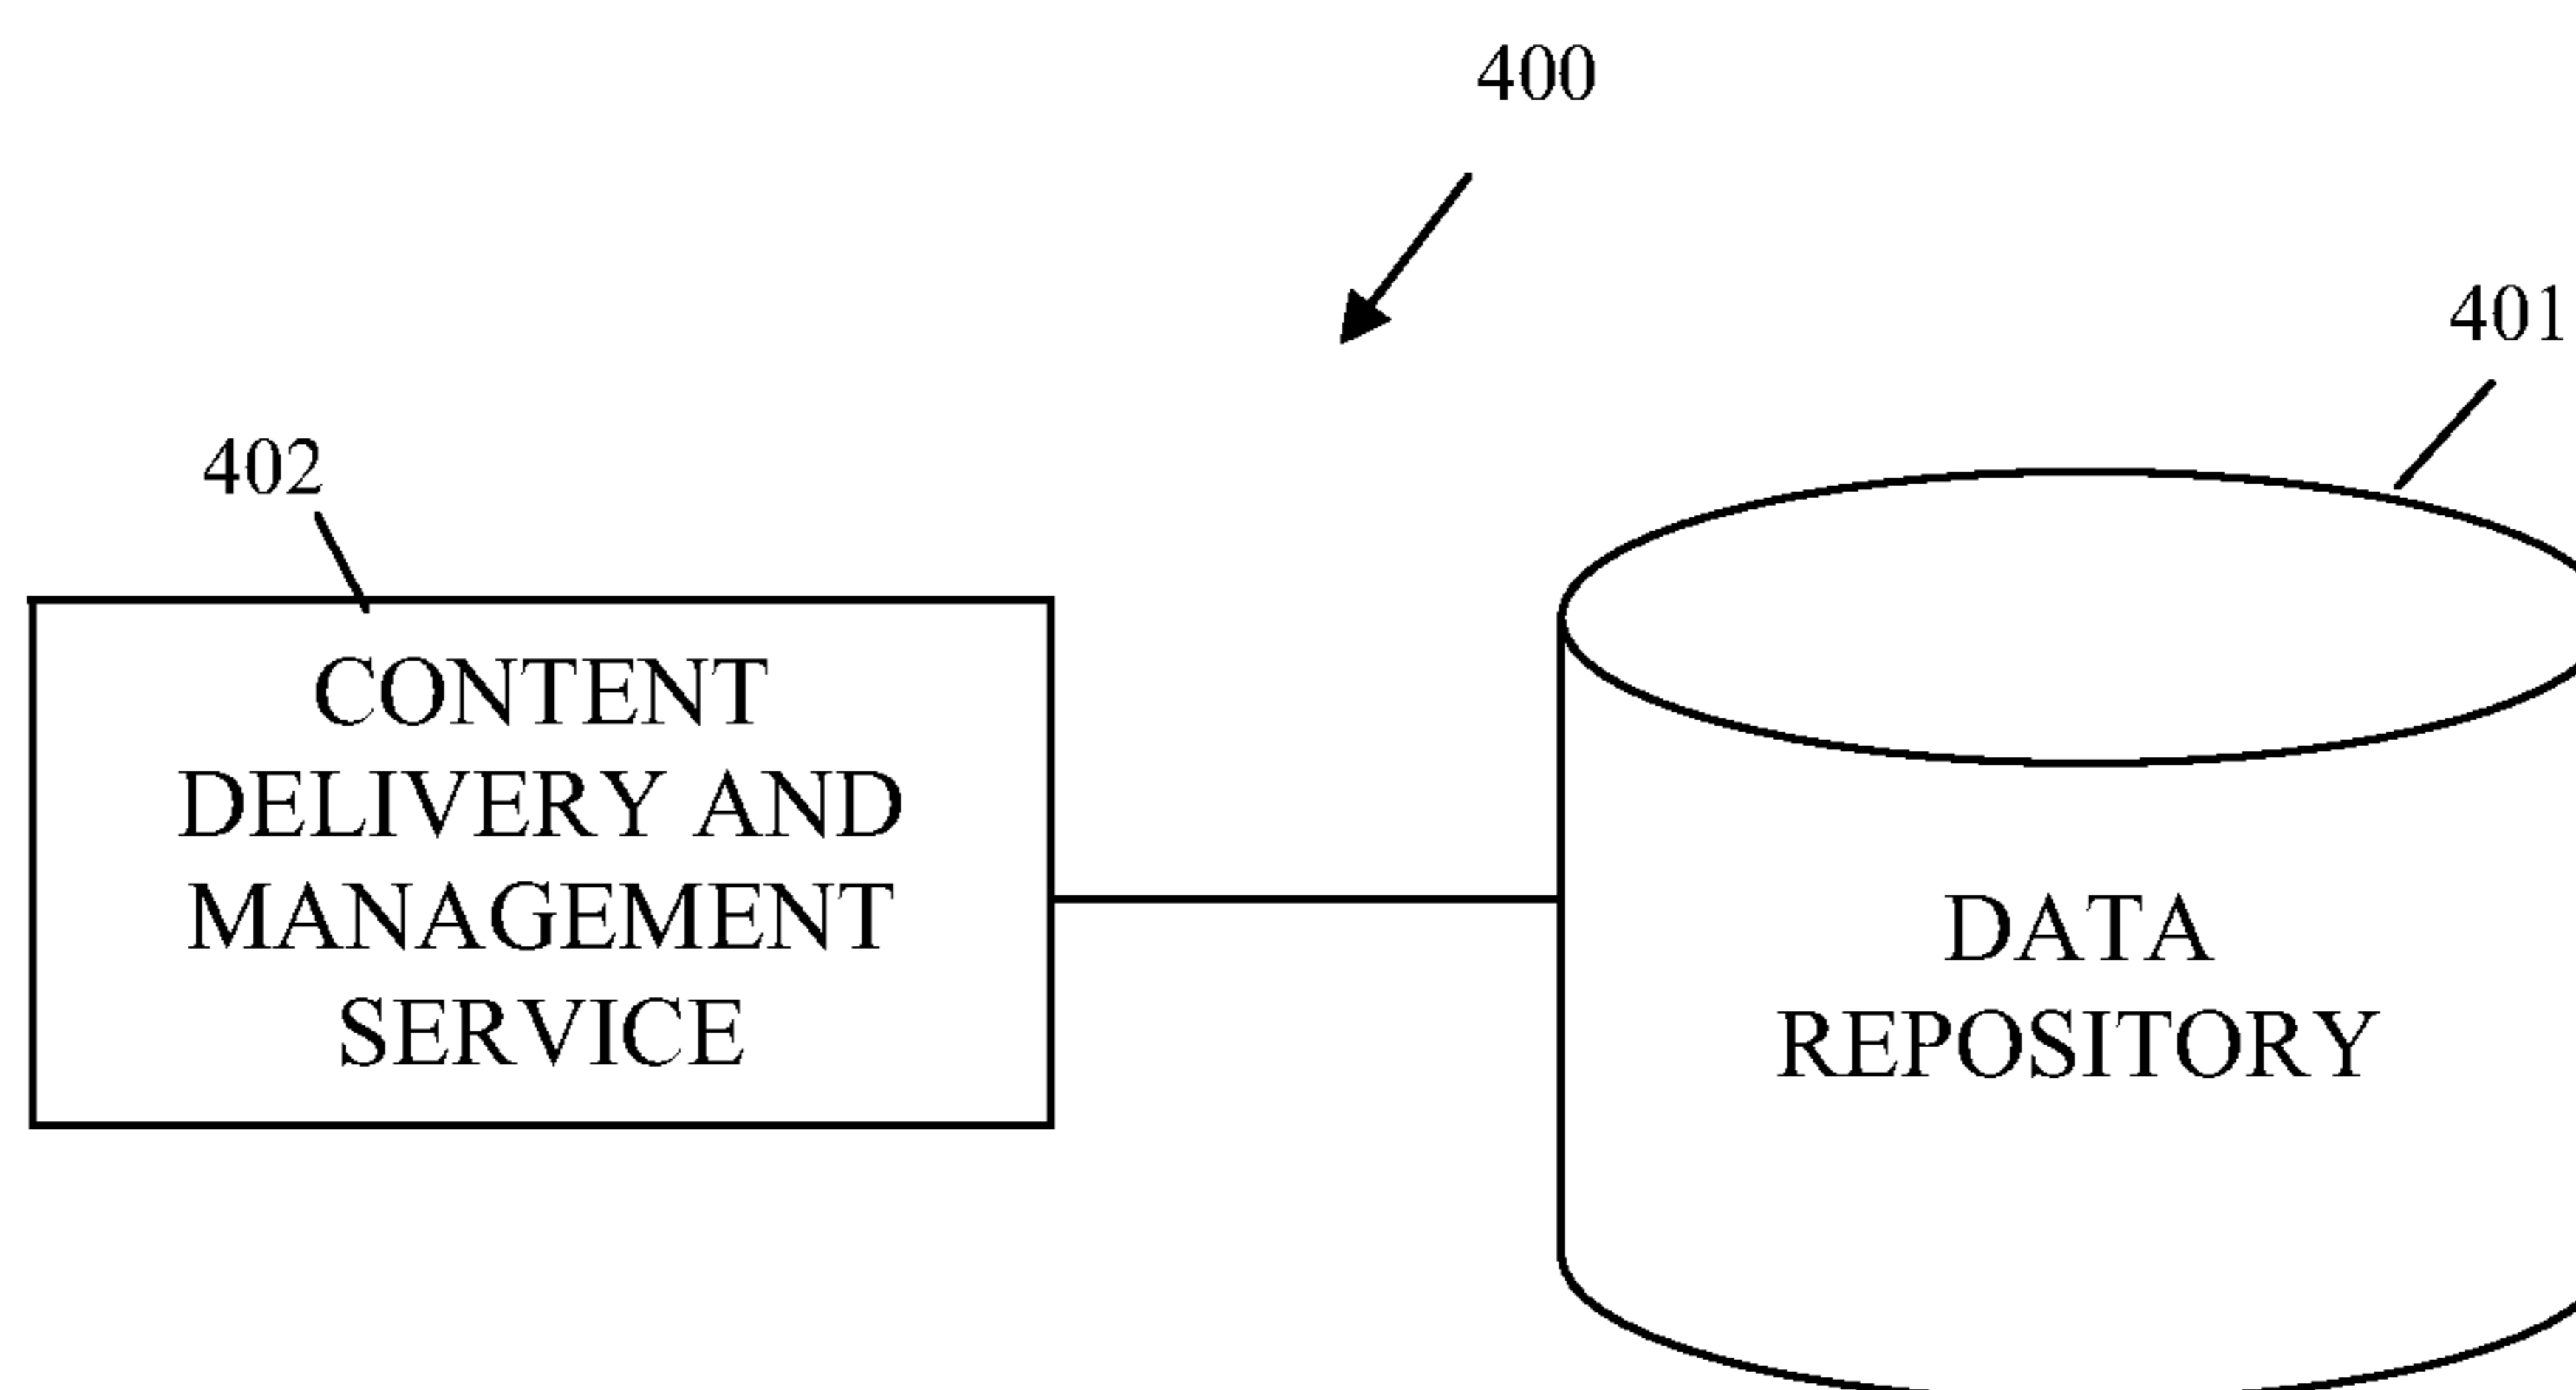 400
401
402
CONTENT
DELIVERY AND
MANAGEMENT
SERVICE
DATA
REPOSITORY